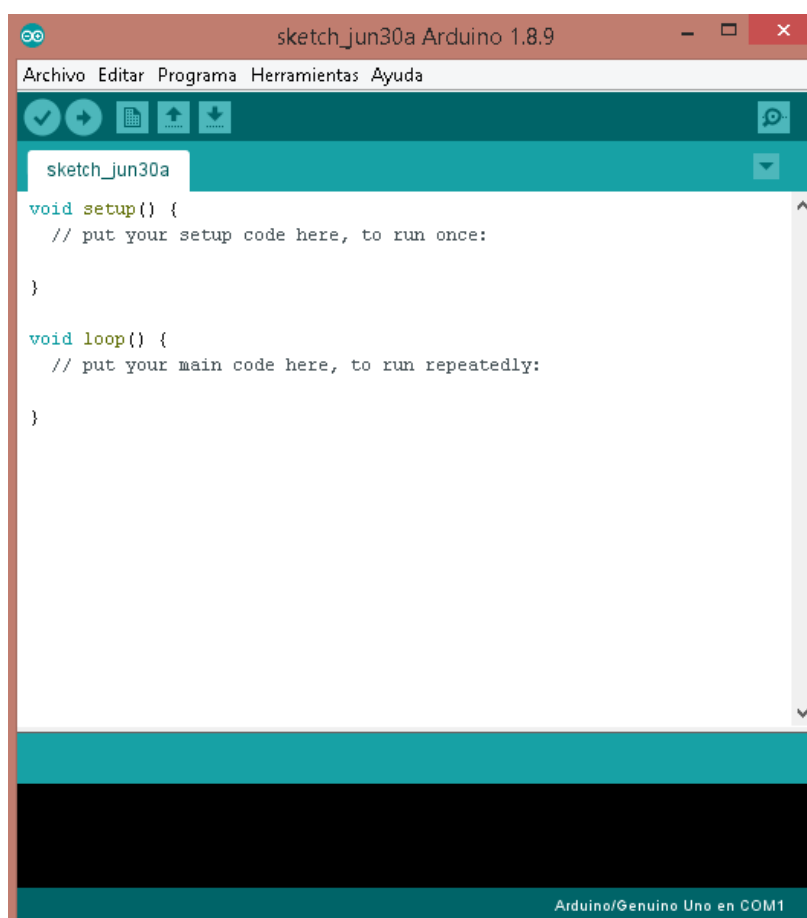 sketch_jun30a Arduino 1.8.9
Archivo Editar Programa Herramientas Ayuda
sketch_jun30a
void setup() {
  // put your setup code here, to run once:
}
void loop() {
  // put your main code here, to run repeatedly:
}
Arduino/Genuino Uno en COM1